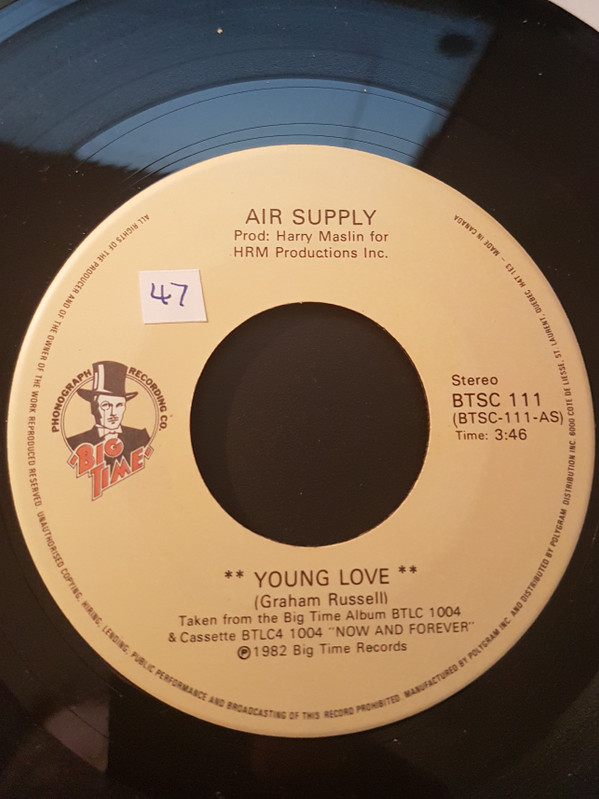 AIR SUPPLY
Prod: Harry Maslin for
HRM Productions Inc.
47
PHONOGRAPH RECORDING CO.
"BIG
TIME"
Stereo
BTSC 111
(BTSC-111-AS)
Time: 3:46
** YOUNG LOVE **
(Graham Russell)
Taken from the Big Time Album BTLC 1004
& Cassette BTLC4 1004 "NOW AND FOREVER"
℗1982 Big Time Records
ALL RIGHTS OF THE PRODUCER AND OF THE OWNER OF THE WORK REPRODUCED RESERVED. UNAUTHORISED COPYING, HIRING, LENDING, PUBLIC PERFORMANCE AND BROADCASTING OF THIS RECORD PROHIBITED. MANUFACTURED BY POLYGRAM INC. AND DISTRIBUTED BY POLYGRAM DISTRIBUTION INC. 6000 COTE DE LIESSE, ST. LAURENT, QUEBEC H4T 1E3 – MADE IN CANADA